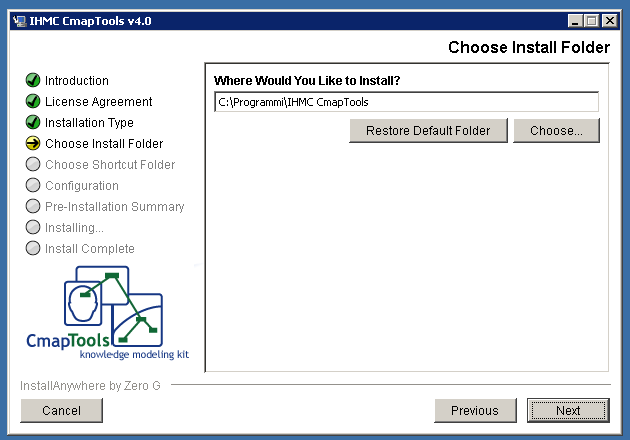 IHMC CmapTools v4.0
Choose Install Folder
Introduction
License Agreement
Installation Type
Choose Install Folder
Choose Shortcut Folder
Configuration
Pre-Installation Summary
Installing...
Install Complete
Where Would You Like to Install?
C:\Programmi\IHMC CmapTools
Restore Default Folder
Choose...
CmapTools
knowledge modeling kit
InstallAnywhere by Zero G
Cancel
Previous
Next